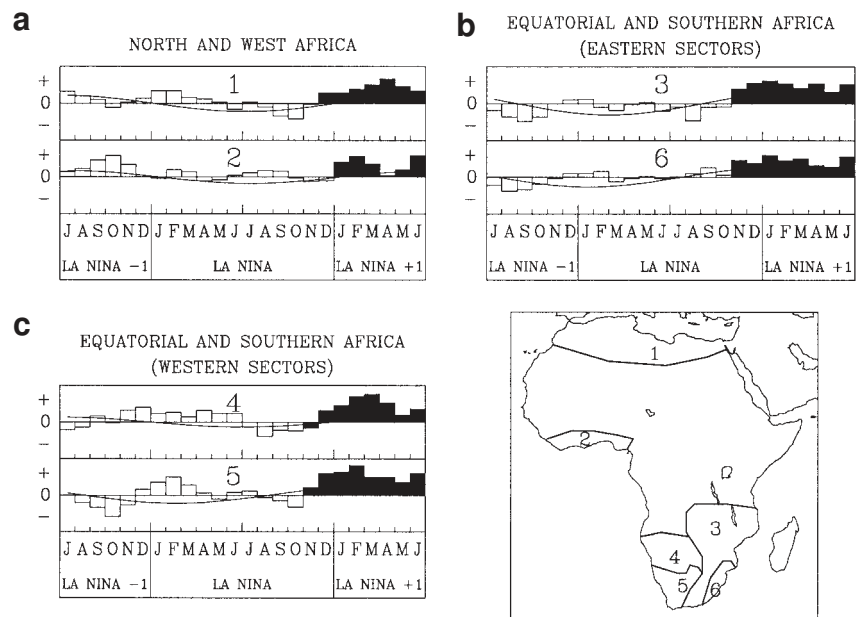 a
NORTH AND WEST AFRICA
+
0
−
1
+
0
−
2
J A S O N D J F M A M J J A S O N D J F M A M J
LA NINA −1 LA NINA LA NINA +1
b
EQUATORIAL AND SOUTHERN AFRICA
(EASTERN SECTORS)
+
0
−
3
+
0
−
6
J A S O N D J F M A M J J A S O N D J F M A M J
LA NINA −1 LA NINA LA NINA +1
c
EQUATORIAL AND SOUTHERN AFRICA
(WESTERN SECTORS)
+
0
−
4
+
0
−
5
J A S O N D J F M A M J J A S O N D J F M A M J
LA NINA −1 LA NINA LA NINA +1
1
2
3
4
5
6